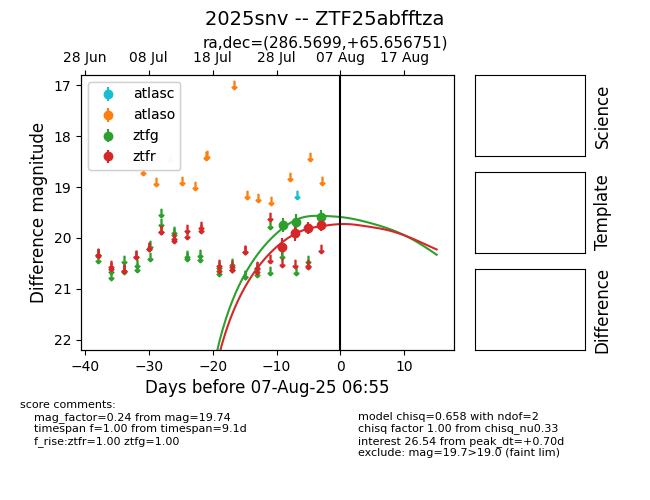 2025snv -- ZTF25abfftza
ra,dec=(286.5699,+65.656751)
28 Jun 08 Jul 18 Jul 28 Jul 07 Aug 17 Aug
atlasc
atlaso
ztfg
ztfr
17
18
19
20
21
22
Difference magnitude
−40 −30 −20 −10 0 10
Days before 07-Aug-25 06:55
Science
Template
Difference
score comments:
mag_factor=0.24 from mag=19.74
timespan f=1.00 from timespan=9.1d
f_rise:ztfr=1.00 ztfg=1.00
model chisq=0.658 with ndof=2
chisq factor 1.00 from chisq_nu0.33
interest 26.54 from peak_dt=+0.70d
exclude: mag=19.7>19.0 (faint lim)